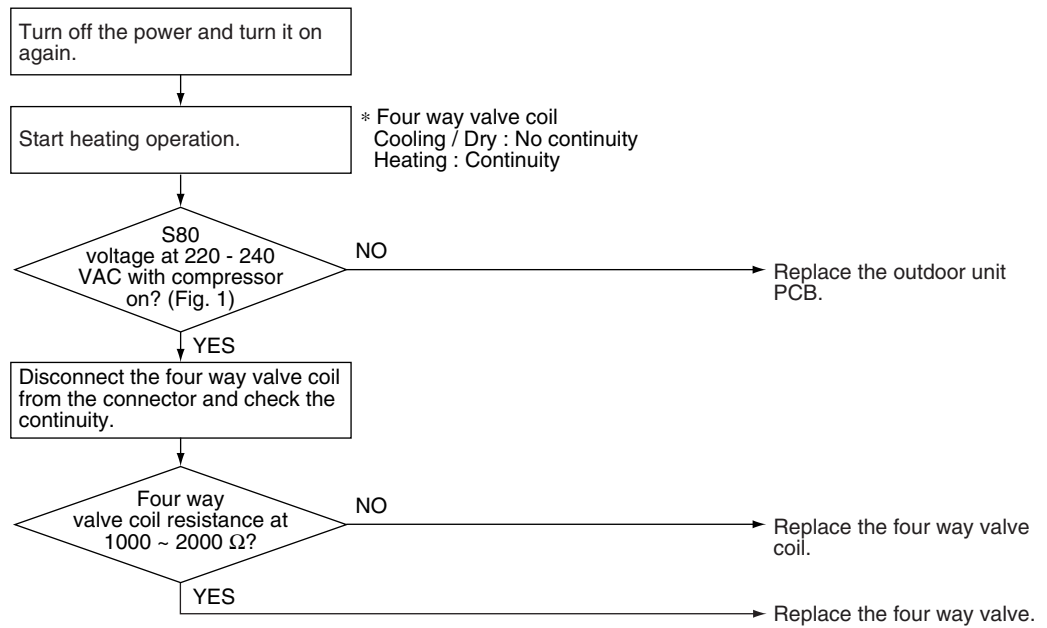 Turn off the power and turn it on
again.
Start heating operation.
* Four way valve coil
Cooling / Dry : No continuity
Heating : Continuity
S80
voltage at 220 - 240
VAC with compressor
on? (Fig. 1)
NO
Replace the outdoor unit
PCB.
YES
Disconnect the four way valve coil
from the connector and check the
continuity.
Four way
valve coil resistance at
1000 ~ 2000 Ω?
NO
Replace the four way valve
coil.
YES
Replace the four way valve.